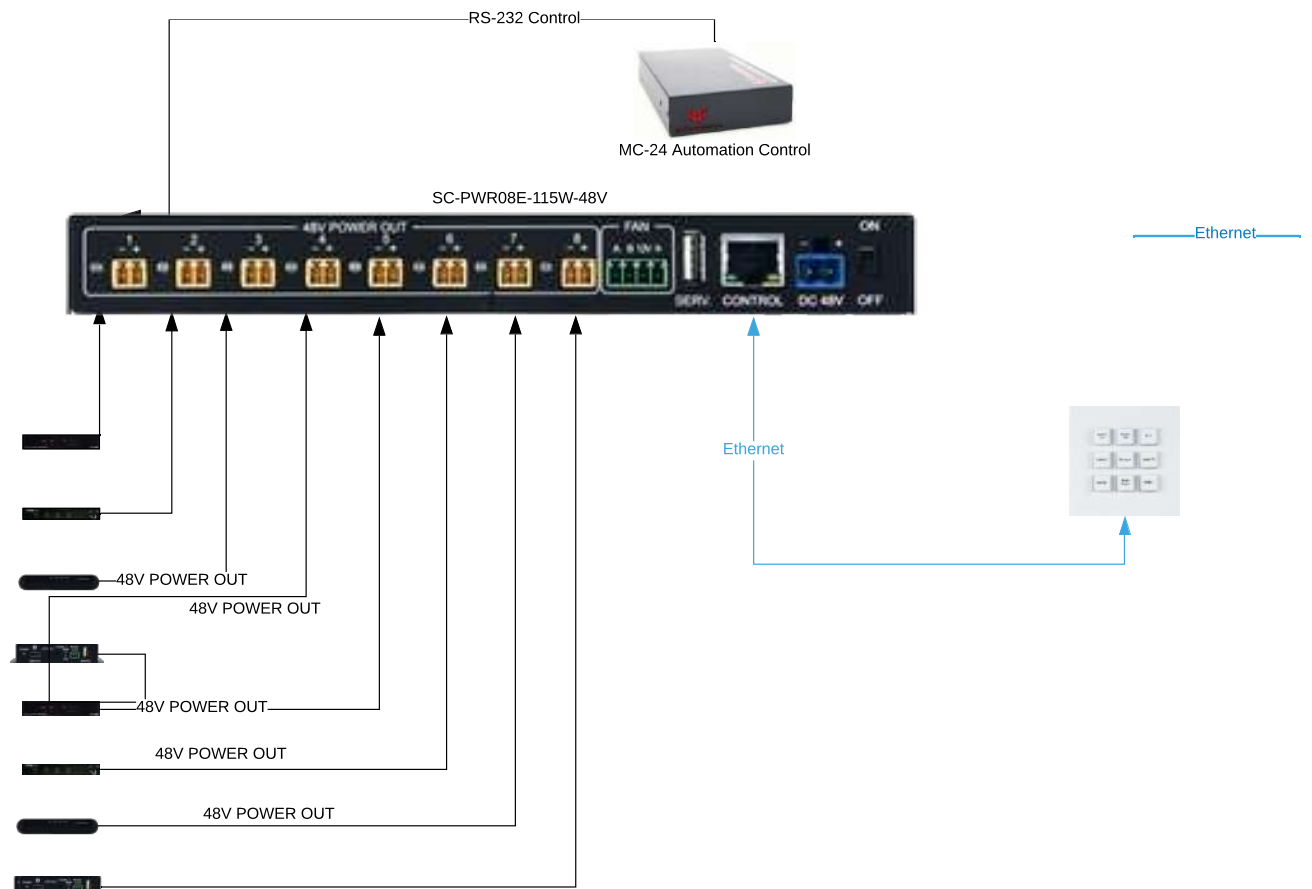 RS-232 Control
MC-24 Automation Control
SC-PWR08E-115W-48V
48V POWER OUT
FAN
ON
1 2 3 4 5 6 7 8
- + - + - + - + - + - + - + - +
A B 12V
- +
SERV. CONTROL DC 48V OFF
Ethernet
Ethernet
48V POWER OUT
48V POWER OUT
48V POWER OUT
48V POWER OUT
48V POWER OUT